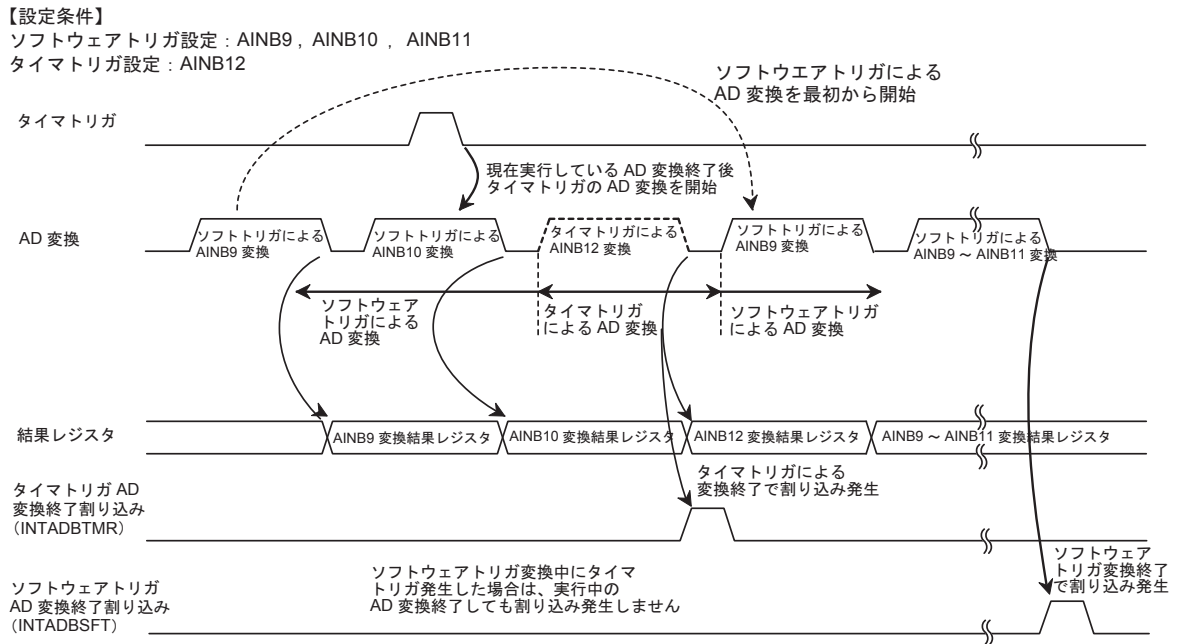 【設定条件】
ソフトウェアトリガ設定：AINB9 , AINB10 , AINB11
タイマトリガ設定：AINB12
ソフトウエアトリガによる
AD 変換を最初から開始
タイマトリガ
現在実行している AD 変換終了後
タイマトリガの AD 変換を開始
AD 変換
ソフトトリガによる
AINB9 変換
ソフトトリガによる
AINB10 変換
タイマトリガによる
AINB12 変換
ソフトトリガによる
AINB9 変換
ソフトトリガによる
AINB9 ～ AINB11 変換
ソフトウェア
トリガによる
AD 変換
タイマトリガ
による AD 変換
ソフトウェアトリガ
による AD 変換
結果レジスタ
AINB9 変換結果レジスタ
AINB10 変換結果レジスタ
AINB12 変換結果レジスタ
AINB9 ～ AINB11 変換結果レジスタ
タイマトリガ AD
変換終了割り込み
（INTADBTMR）
タイマトリガによる
変換終了で割り込み発生
ソフトウェアトリガ
AD 変換終了割り込み
（INTADBSFT）
ソフトウェアトリガ変換中にタイマ
トリガ発生した場合は、実行中の
AD 変換終了しても割り込み発生しません
ソフトウェア
トリガ変換終了
で割り込み発生